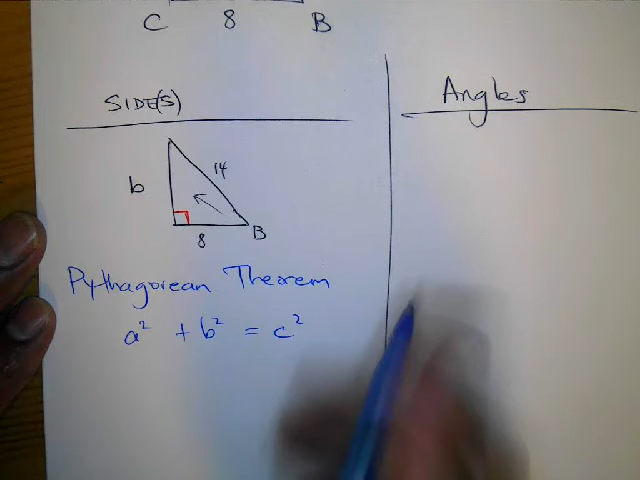 C 8 B
SIDE(S)
Angles
14
b
B
8
Pythagorean Theorem
a² + b² = c²